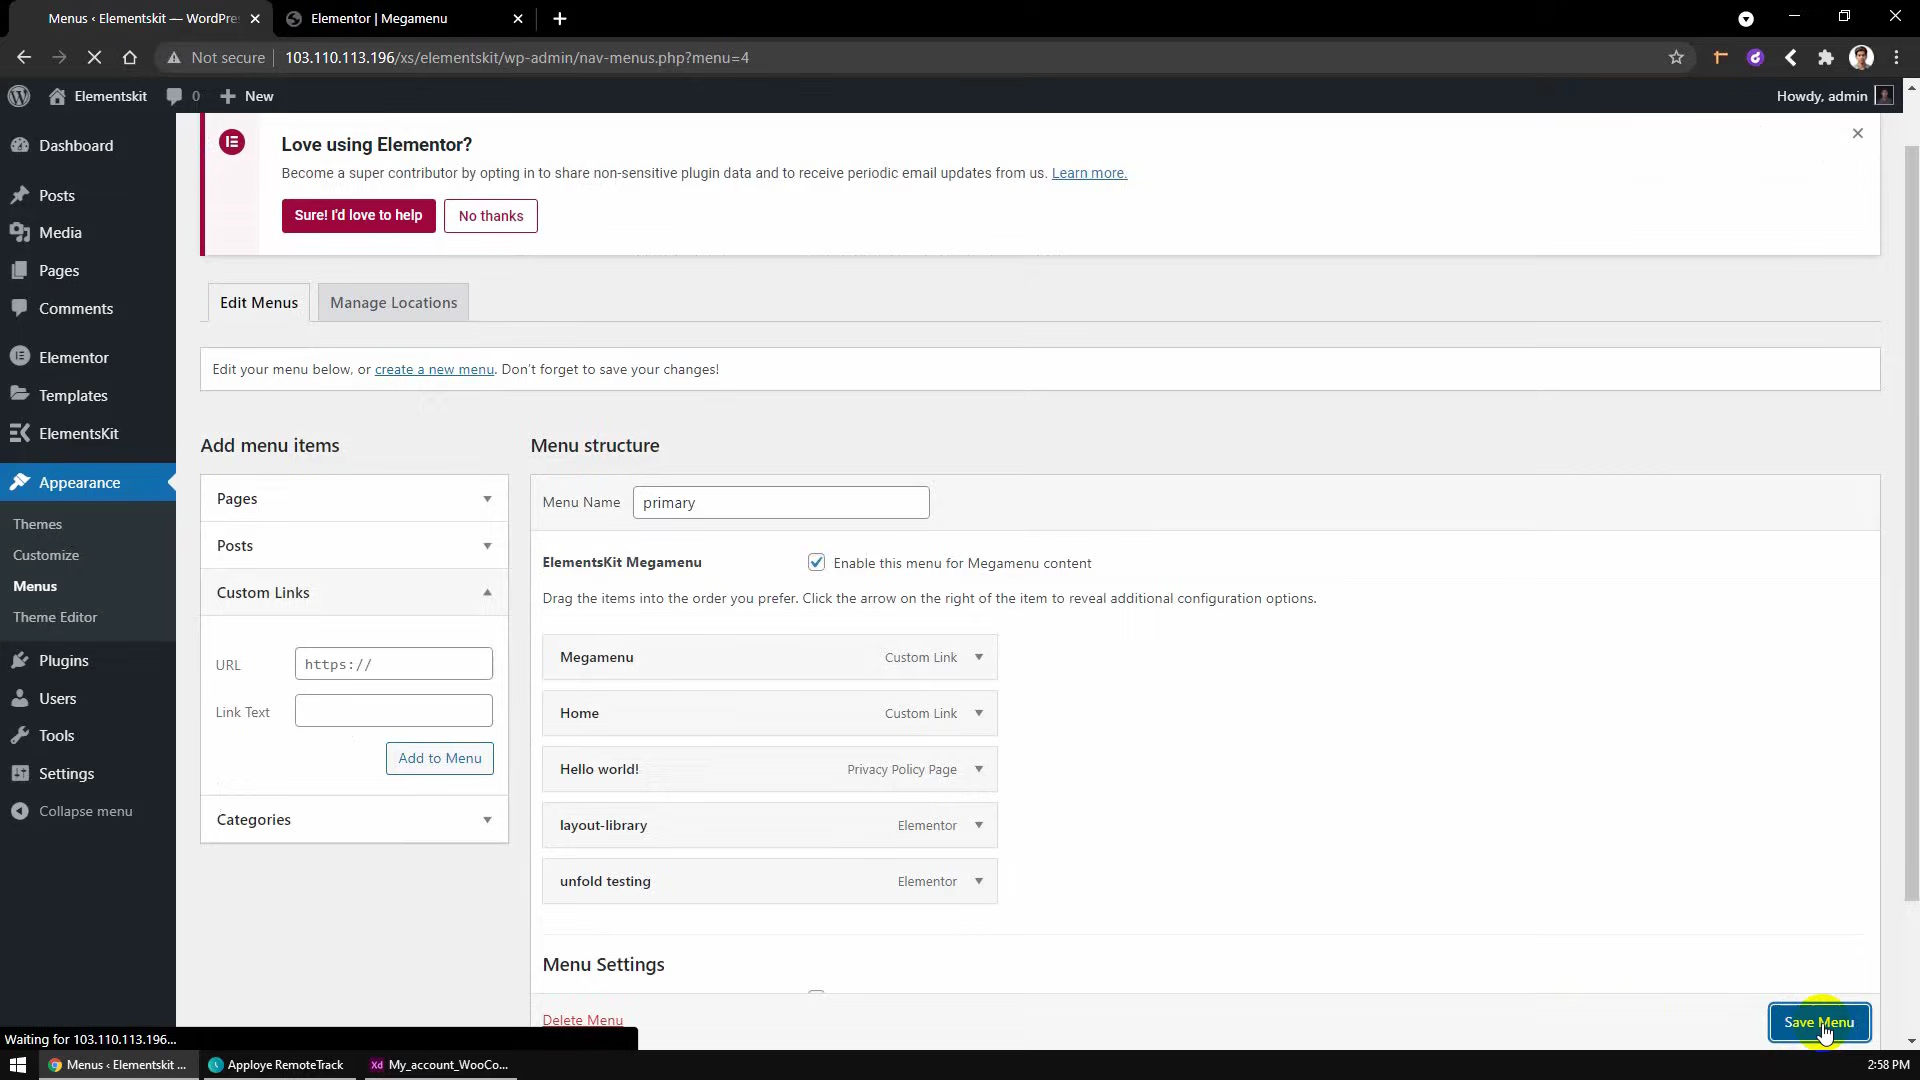 Menus ‹ Elementskit — WordPre
Elementor | Megamenu
Not secure
103.110.113.196/xs/elementskit/wp-admin/nav-menus.php?menu=4
Elementskit
0
New
Howdy, admin
Dashboard
Posts
Media
Pages
Comments
Elementor
Templates
ElementsKit
Appearance
Themes
Customize
Menus
Theme Editor
Plugins
Users
Tools
Settings
Collapse menu
Love using Elementor?
Become a super contributor by opting in to share non-sensitive plugin data and to receive periodic email updates from us. Learn more.
Sure! I'd love to help
No thanks
Edit Menus
Manage Locations
Edit your menu below, or create a new menu. Don't forget to save your changes!
Add menu items
Pages
Posts
Custom Links
URL
https://
Link Text
Add to Menu
Categories
Menu structure
Menu Name
primary
ElementsKit Megamenu
Enable this menu for Megamenu content
Drag the items into the order you prefer. Click the arrow on the right of the item to reveal additional configuration options.
Megamenu
Custom Link
Home
Custom Link
Hello world!
Privacy Policy Page
layout-library
Elementor
unfold testing
Elementor
Menu Settings
Delete Menu
Save Menu
Waiting for 103.110.113.196...
Menus ‹ Elementskit ...
Apploye RemoteTrack
Xd
My_account_WooCo...
2:58 PM